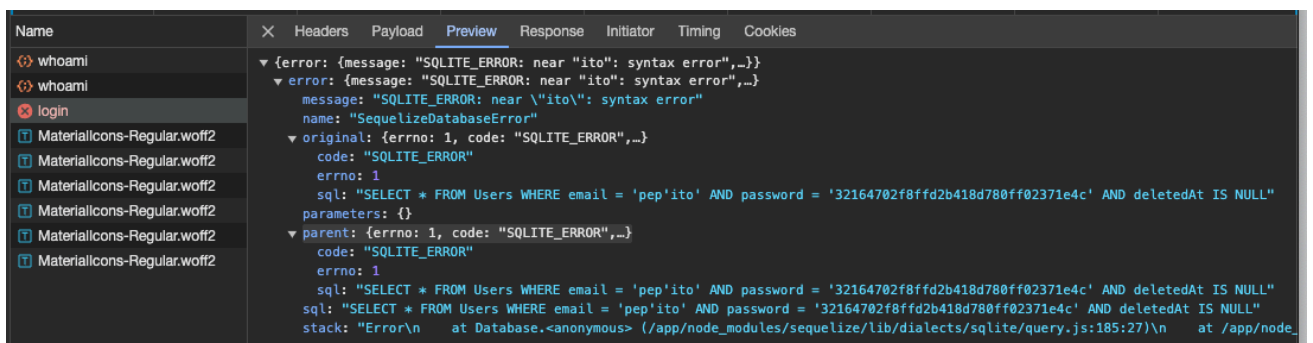 Name
Headers Payload Preview Response Initiator Timing Cookies
whoami
whoami
login
MaterialIcons-Regular.woff2
MaterialIcons-Regular.woff2
MaterialIcons-Regular.woff2
MaterialIcons-Regular.woff2
MaterialIcons-Regular.woff2
MaterialIcons-Regular.woff2
{error: {message: "SQLITE_ERROR: near "ito": syntax error",…}}
error: {message: "SQLITE_ERROR: near "ito": syntax error",…}
message: "SQLITE_ERROR: near \"ito\": syntax error"
name: "SequelizeDatabaseError"
original: {errno: 1, code: "SQLITE_ERROR",…}
code: "SQLITE_ERROR"
errno: 1
sql: "SELECT * FROM Users WHERE email = 'pep'ito' AND password = '32164702f8ffd2b418d780ff02371e4c' AND deletedAt IS NULL"
parameters: {}
parent: {errno: 1, code: "SQLITE_ERROR",…}
code: "SQLITE_ERROR"
errno: 1
sql: "SELECT * FROM Users WHERE email = 'pep'ito' AND password = '32164702f8ffd2b418d780ff02371e4c' AND deletedAt IS NULL"
sql: "SELECT * FROM Users WHERE email = 'pep'ito' AND password = '32164702f8ffd2b418d780ff02371e4c' AND deletedAt IS NULL"
stack: "Error\n    at Database.<anonymous> (/app/node_modules/sequelize/lib/dialects/sqlite/query.js:185:27)\n    at /app/node_